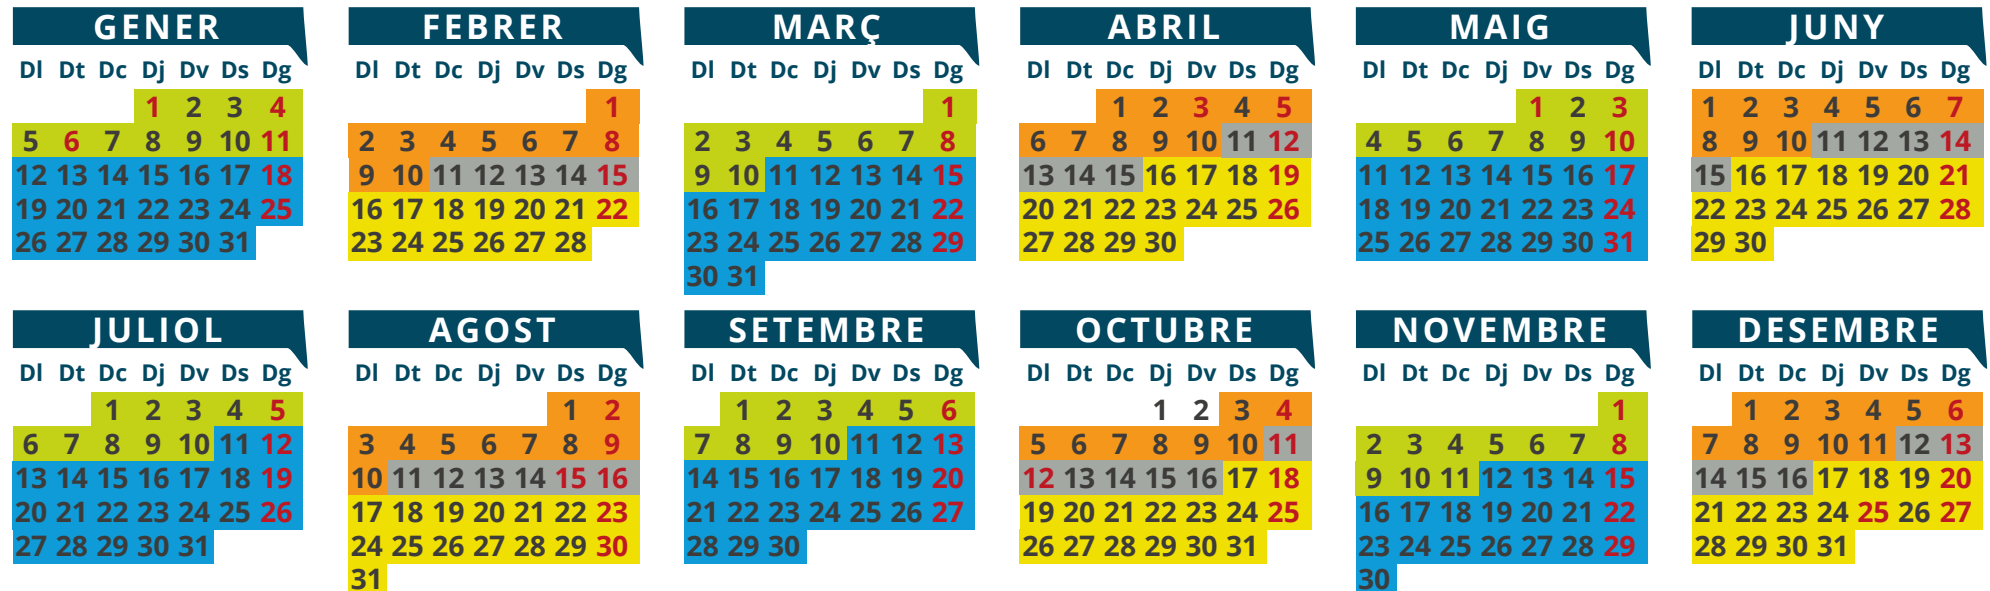 GENER
Dl Dt Dc Dj Dv Ds Dg
1 2 3 4
5 6 7 8 9 10 11
12 13 14 15 16 17 18
19 20 21 22 23 24 25
26 27 28 29 30 31
FEBRER
Dl Dt Dc Dj Dv Ds Dg
1
2 3 4 5 6 7 8
9 10 11 12 13 14 15
16 17 18 19 20 21 22
23 24 25 26 27 28
MARÇ
Dl Dt Dc Dj Dv Ds Dg
1
2 3 4 5 6 7 8
9 10 11 12 13 14 15
16 17 18 19 20 21 22
23 24 25 26 27 28 29
30 31
ABRIL
Dl Dt Dc Dj Dv Ds Dg
1 2 3 4 5
6 7 8 9 10 11 12
13 14 15 16 17 18 19
20 21 22 23 24 25 26
27 28 29 30
MAIG
Dl Dt Dc Dj Dv Ds Dg
1 2 3
4 5 6 7 8 9 10
11 12 13 14 15 16 17
18 19 20 21 22 23 24
25 26 27 28 29 30 31
JUNY
Dl Dt Dc Dj Dv Ds Dg
1 2 3 4 5 6 7
8 9 10 11 12 13 14
15 16 17 18 19 20 21
22 23 24 25 26 27 28
29 30
JULIOL
Dl Dt Dc Dj Dv Ds Dg
1 2 3 4 5
6 7 8 9 10 11 12
13 14 15 16 17 18 19
20 21 22 23 24 25 26
27 28 29 30 31
AGOST
Dl Dt Dc Dj Dv Ds Dg
1 2
3 4 5 6 7 8 9
10 11 12 13 14 15 16
17 18 19 20 21 22 23
24 25 26 27 28 29 30
31
SETEMBRE
Dl Dt Dc Dj Dv Ds Dg
1 2 3 4 5 6
7 8 9 10 11 12 13
14 15 16 17 18 19 20
21 22 23 24 25 26 27
28 29 30
OCTUBRE
Dl Dt Dc Dj Dv Ds Dg
1 2 3 4
5 6 7 8 9 10 11
12 13 14 15 16 17 18
19 20 21 22 23 24 25
26 27 28 29 30 31
NOVEMBRE
Dl Dt Dc Dj Dv Ds Dg
1
2 3 4 5 6 7 8
9 10 11 12 13 14 15
16 17 18 19 20 21 22
23 24 25 26 27 28 29
30
DESEMBRE
Dl Dt Dc Dj Dv Ds Dg
1 2 3 4 5 6
7 8 9 10 11 12 13
14 15 16 17 18 19 20
21 22 23 24 25 26 27
28 29 30 31